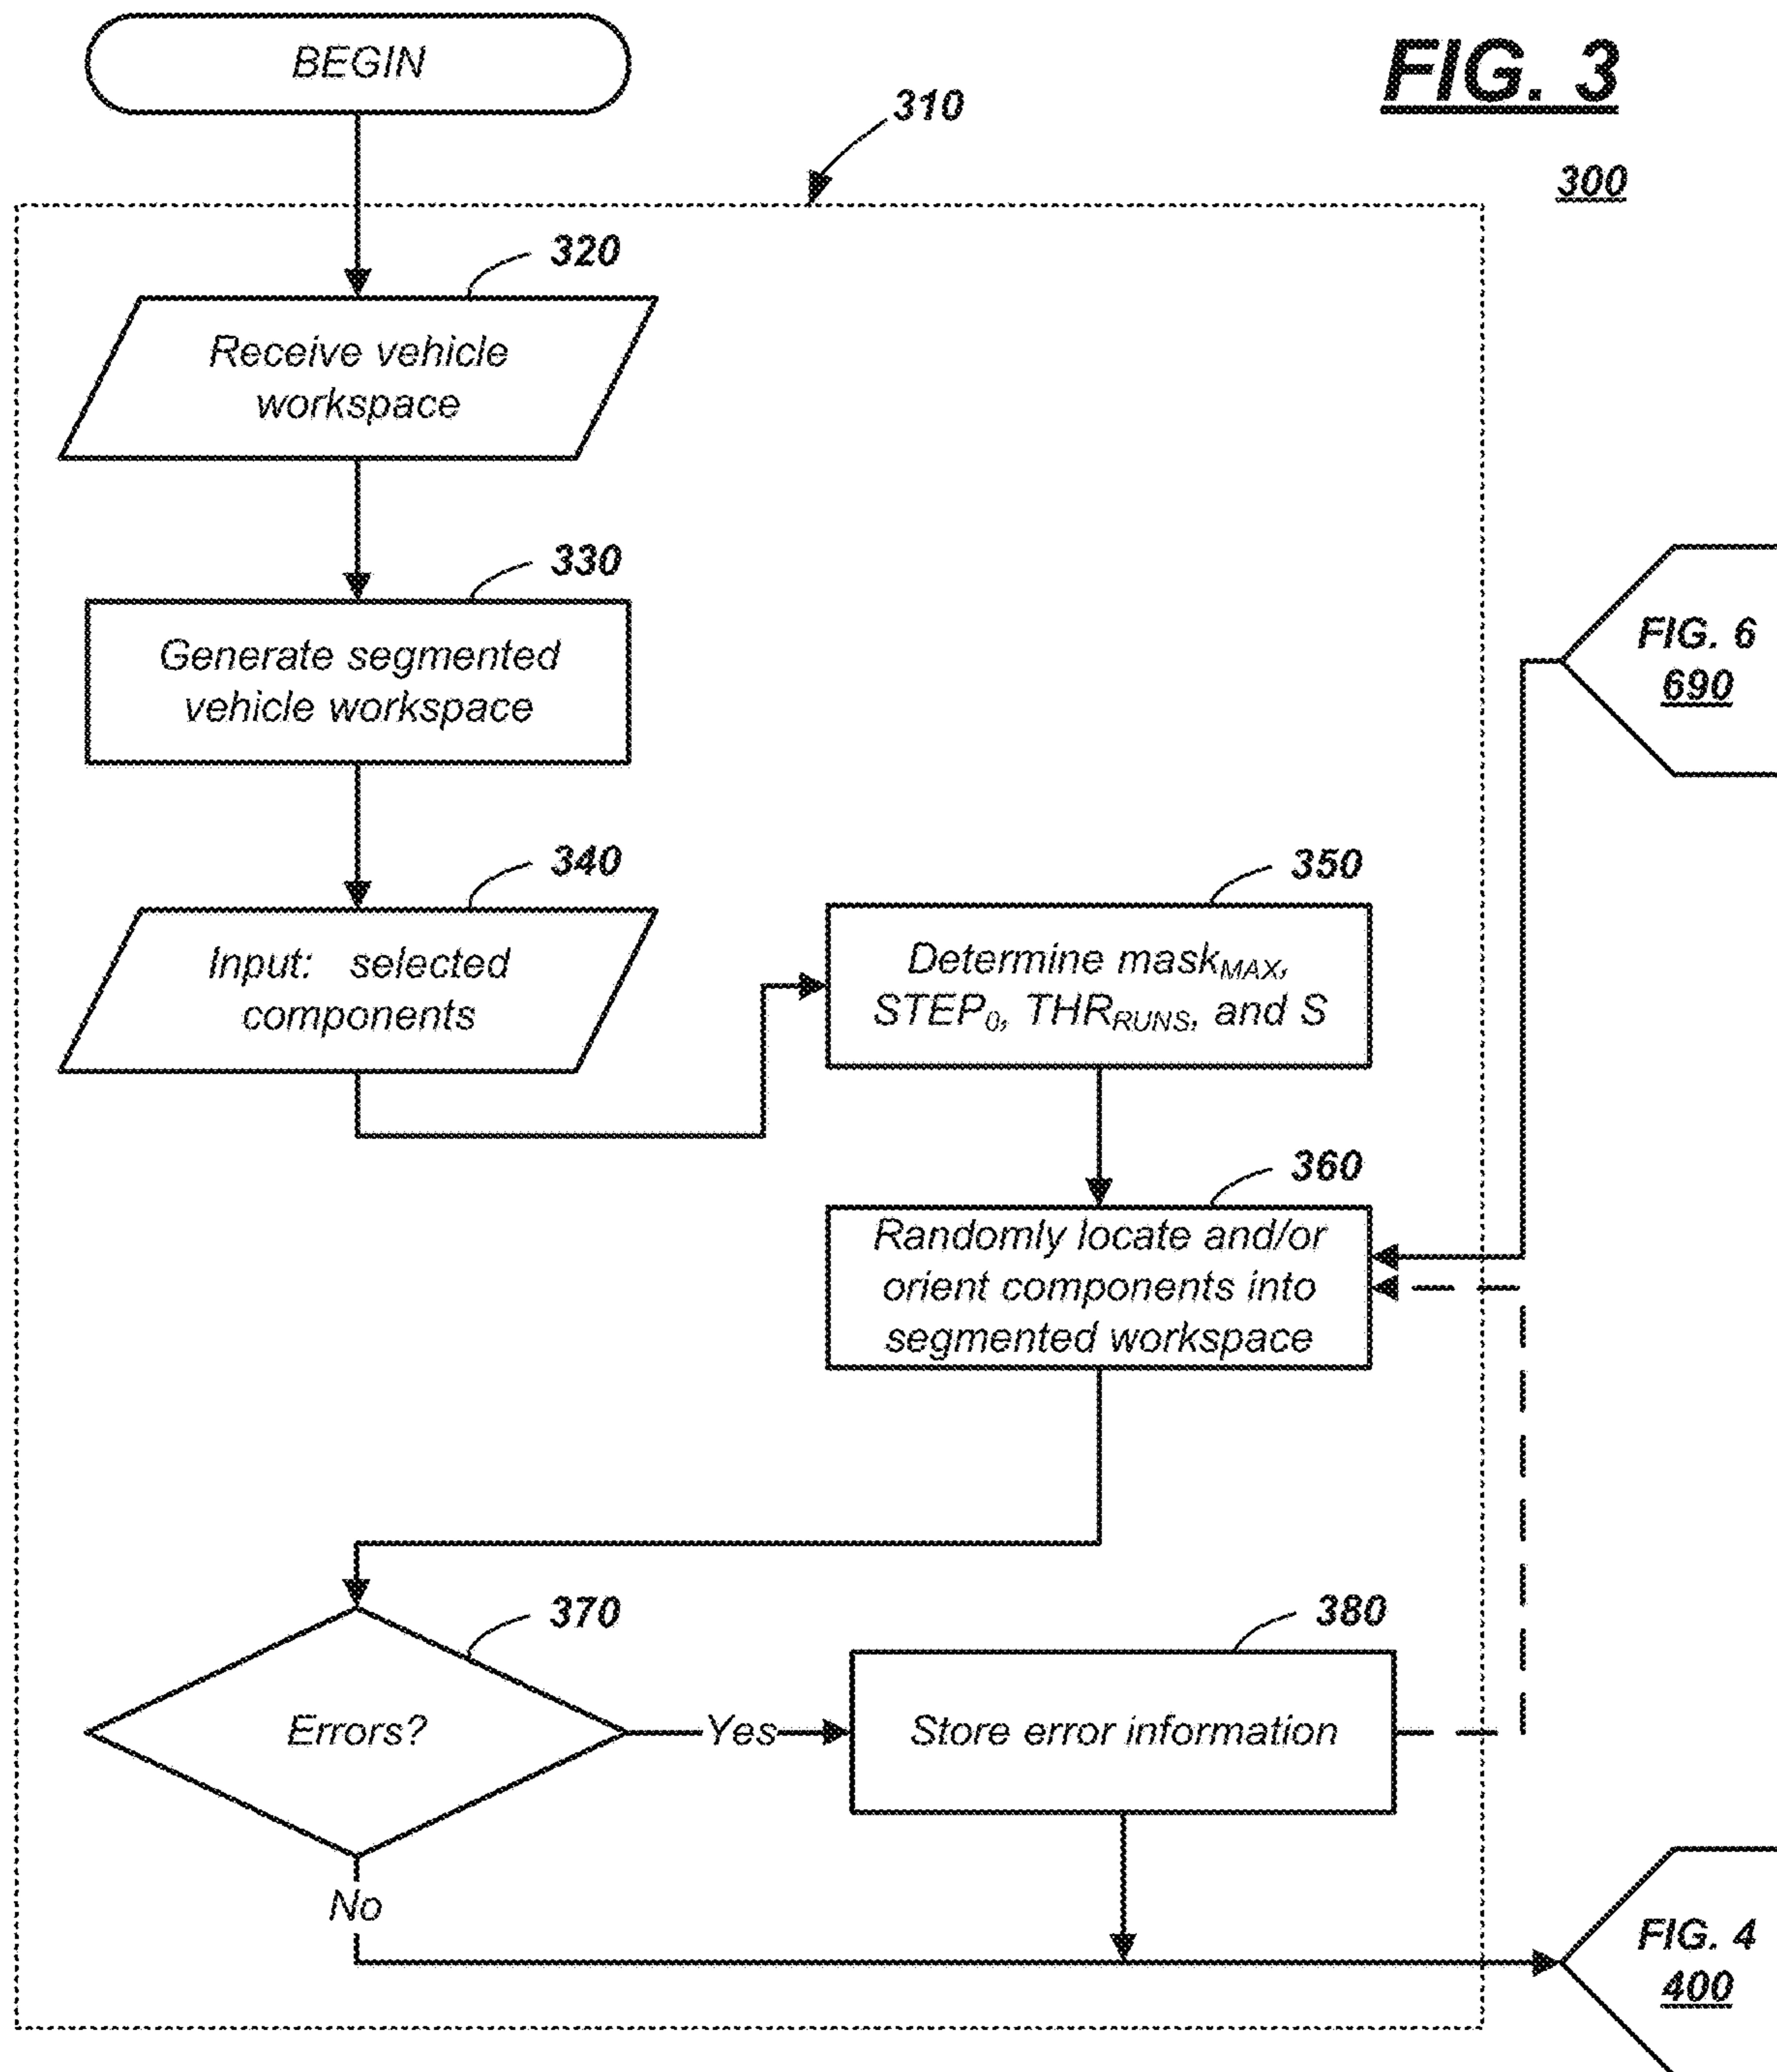 BEGIN
FIG. 3
310
300
320
Receive vehicle
workspace
330
Generate segmented
vehicle workspace
FIG. 6
690
340
Input: selected
components
350
Determine maskMAX,
STEP0, THRRUNS, and S
360
Randomly locate and/or
orient components into
segmented workspace
370
Errors?
Yes
380
Store error information
No
FIG. 4
400